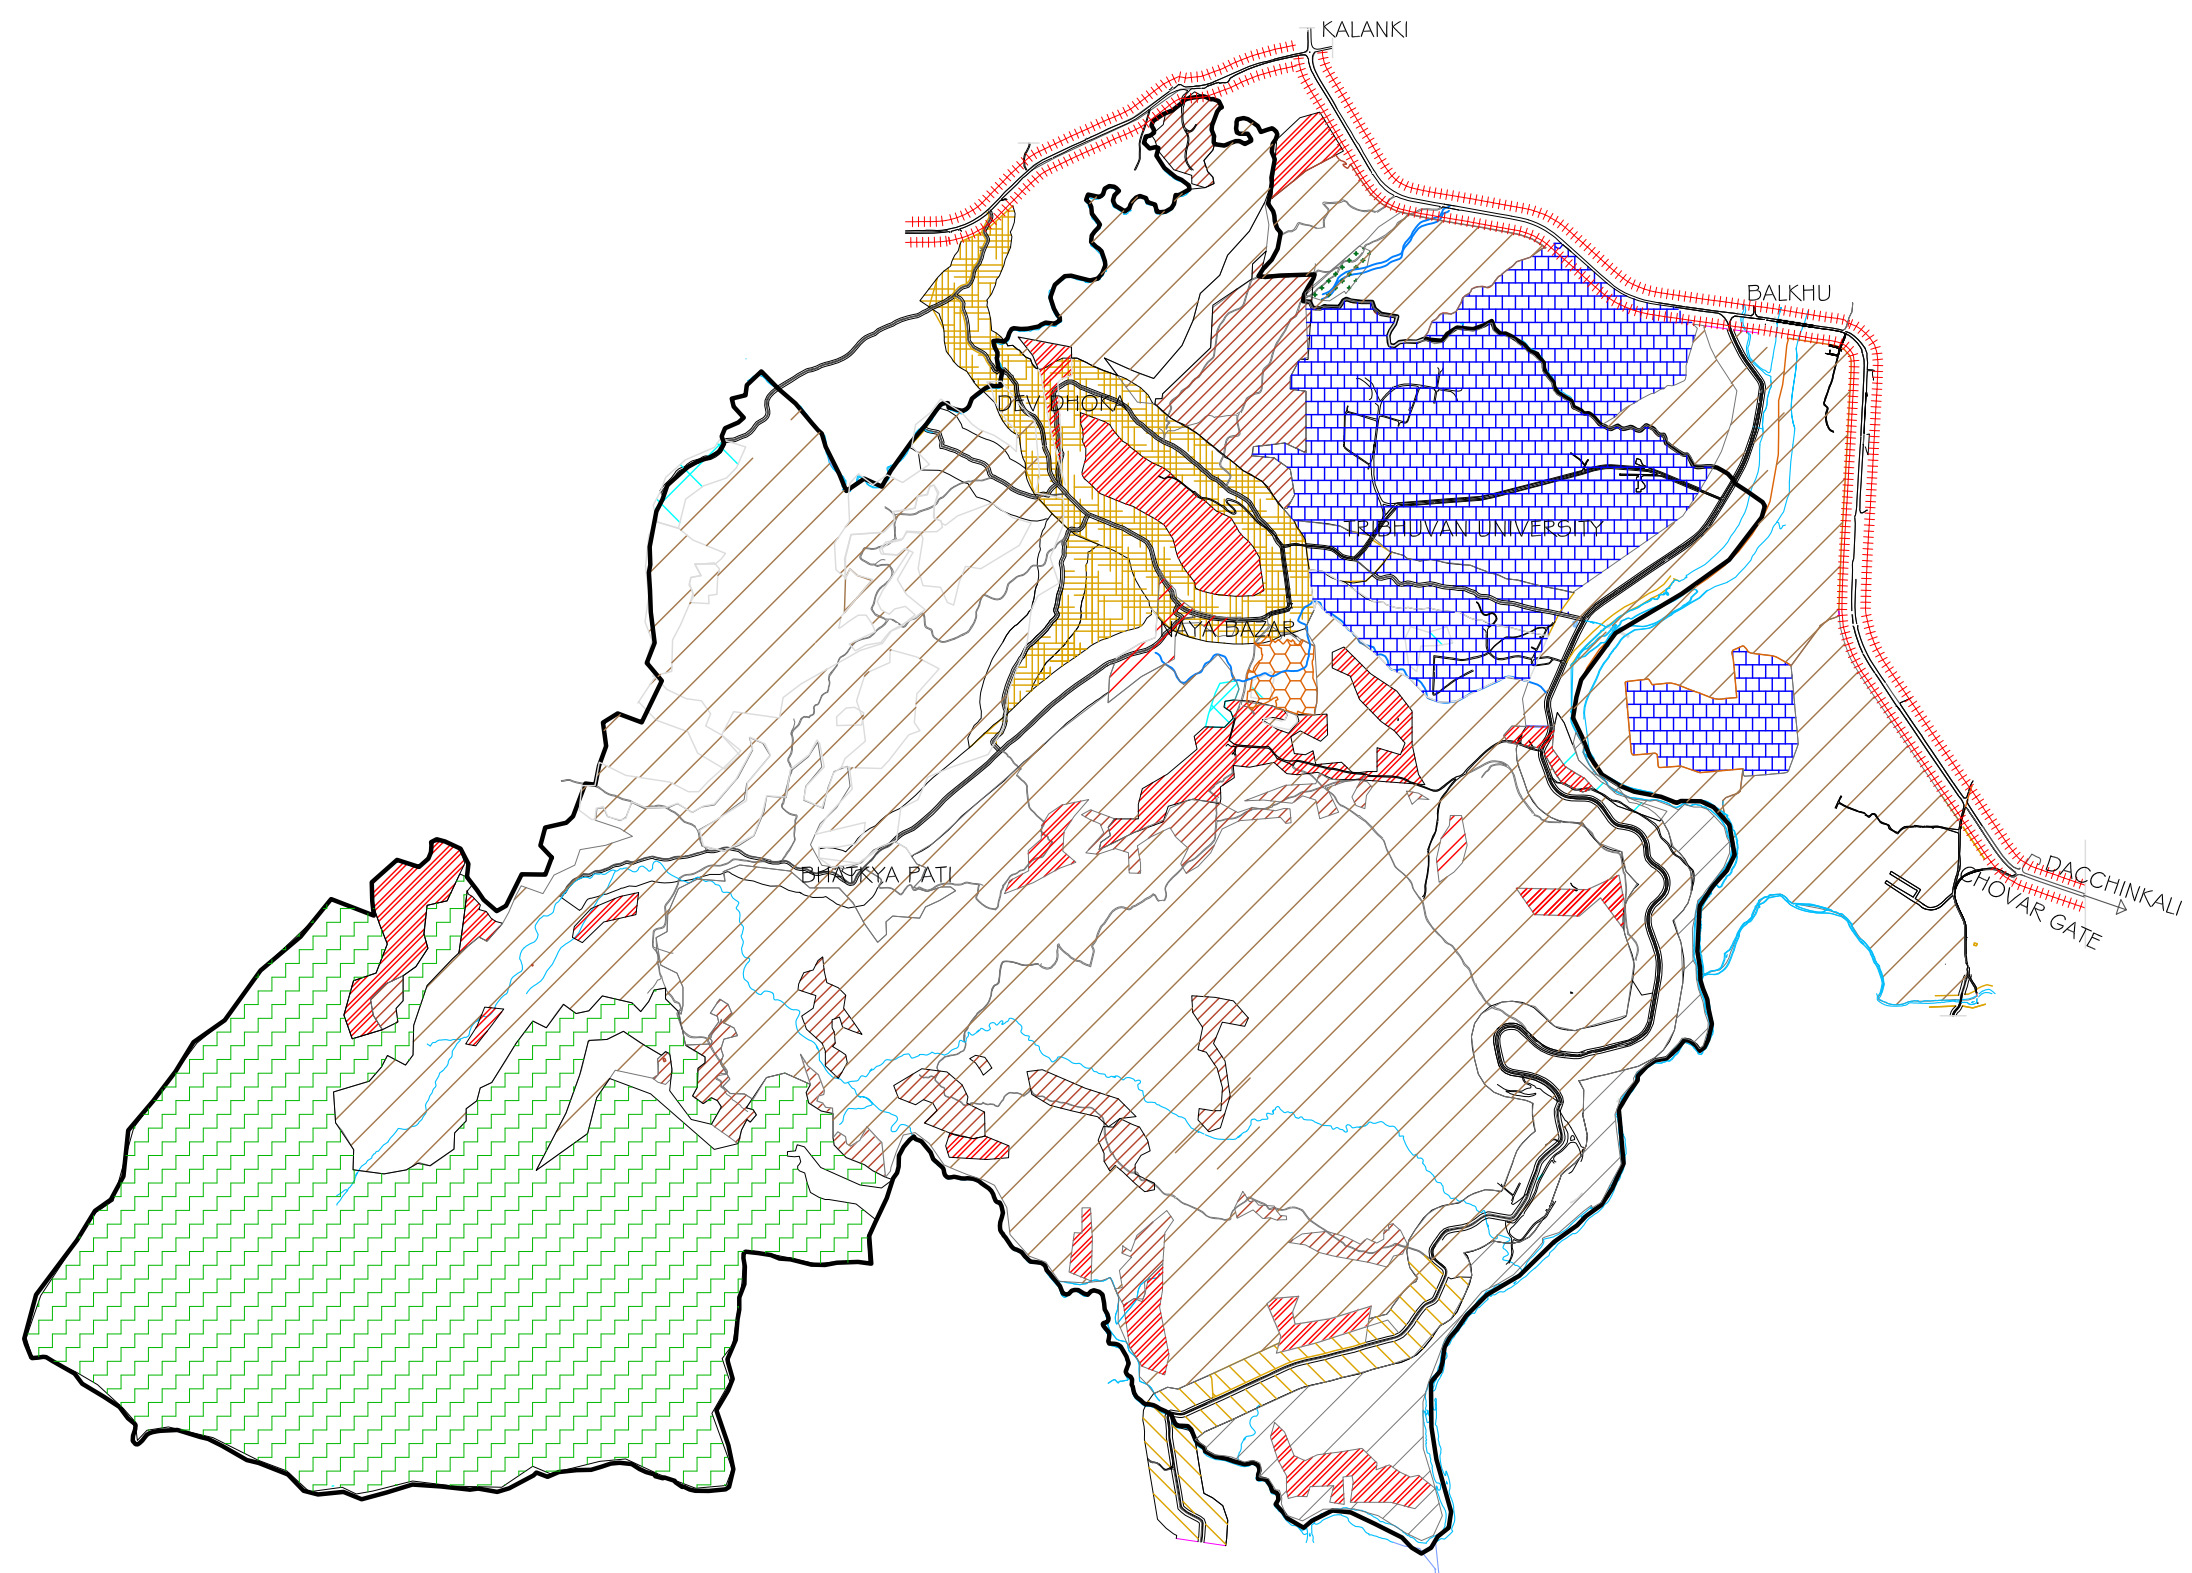 KALANKI
BALKHU
DEV DHOKA
TRIBHUVAN UNIVERSITY
NAYA BAZAR
BHATKYA PATI
DACCHINKALI
CHOVAR GATE